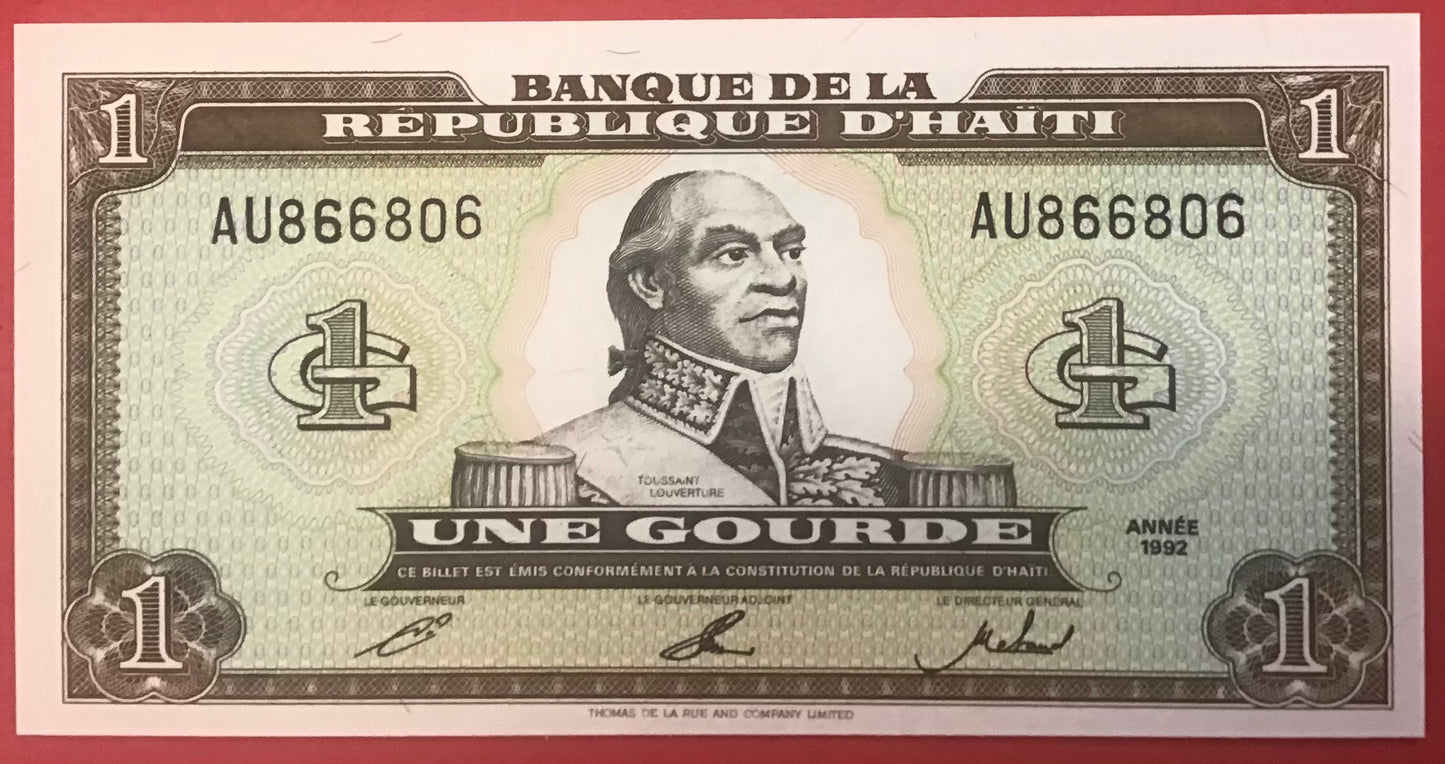 BANQUE DE LA
RÉPUBLIQUE D'HAÏTI
1
1
AU866806
AU866806
1G
1G
TOUSSAINT
LOUVERTURE
UNE GOURDE
ANNÉE
1992
CE BILLET EST ÉMIS CONFORMÉMENT À LA CONSTITUTION DE LA RÉPUBLIQUE D'HAÏTI
LE GOUVERNEUR
LE GOUVERNEUR ADJOINT
LE DIRECTEUR GÉNÉRAL
1
1
THOMAS DE LA RUE AND COMPANY LIMITED